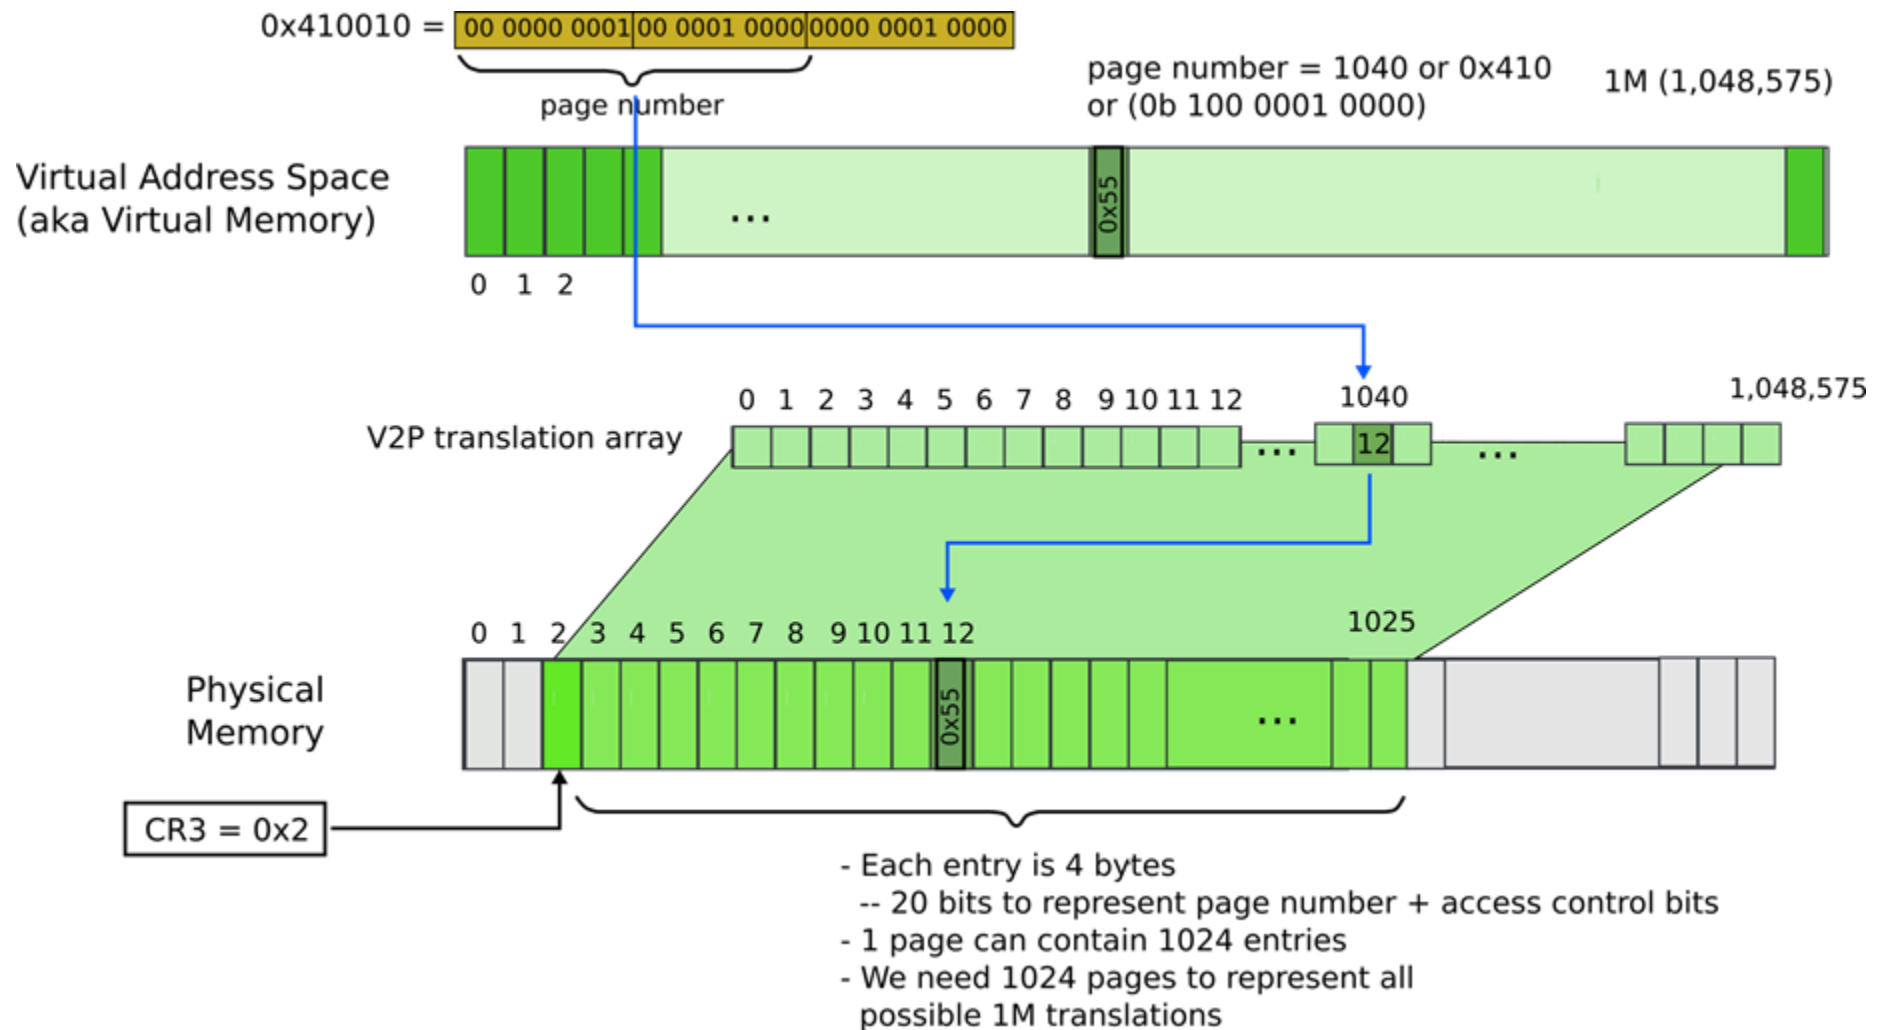 0x410010 = 00 0000 0001 00 0001 0000 0000 0001 0000
page number
page number = 1040 or 0x410
or (0b 100 0001 0000)
1M (1,048,575)
Virtual Address Space
(aka Virtual Memory)
...
0x55
0 1 2
V2P translation array
0 1 2 3 4 5 6 7 8 9 10 11 12
1040
1,048,575
...
12
...
0 1 2 3 4 5 6 7 8 9 10 11 12
1025
Physical
Memory
0x55
...
CR3 = 0x2
- Each entry is 4 bytes
-- 20 bits to represent page number + access control bits
- 1 page can contain 1024 entries
- We need 1024 pages to represent all
possible 1M translations